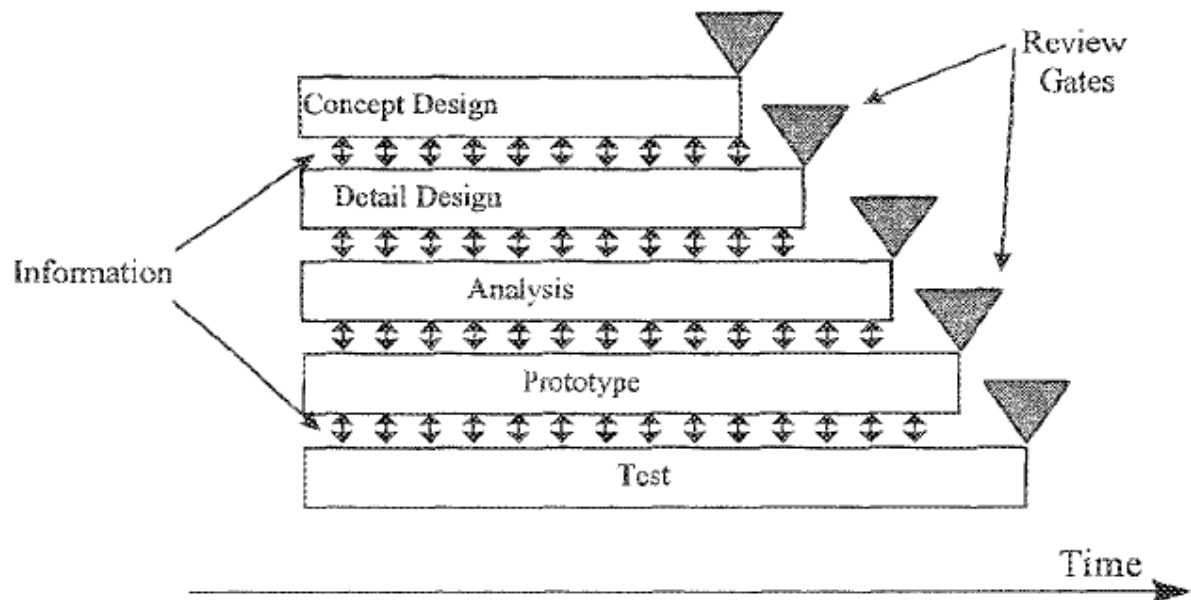 Review
Gates
Concept Design
Detail Design
Information
Analysis
Prototype
Test
Time